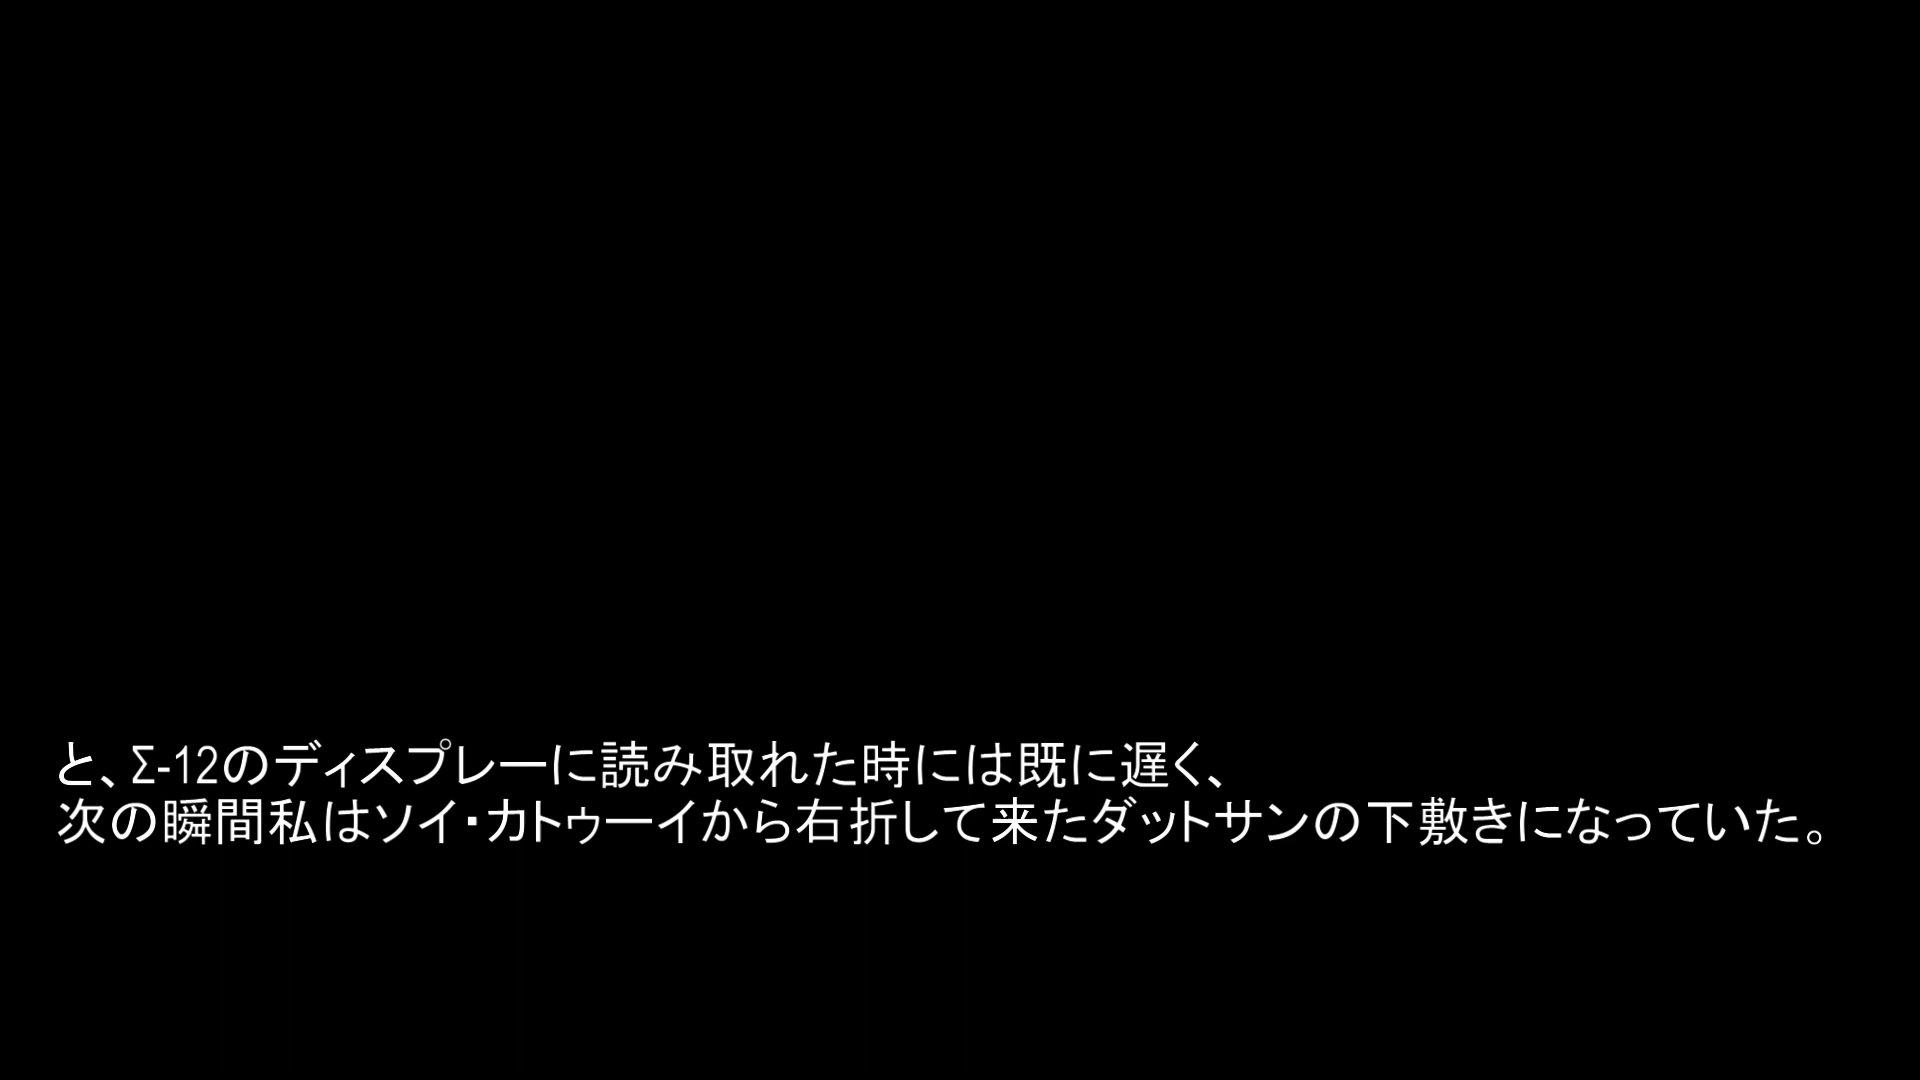 と、Σ-12のディスプレーに読み取れた時には既に遅く、
次の瞬間私はソイ・カトゥーイから右折して来たダットサンの下敷きになっていた。